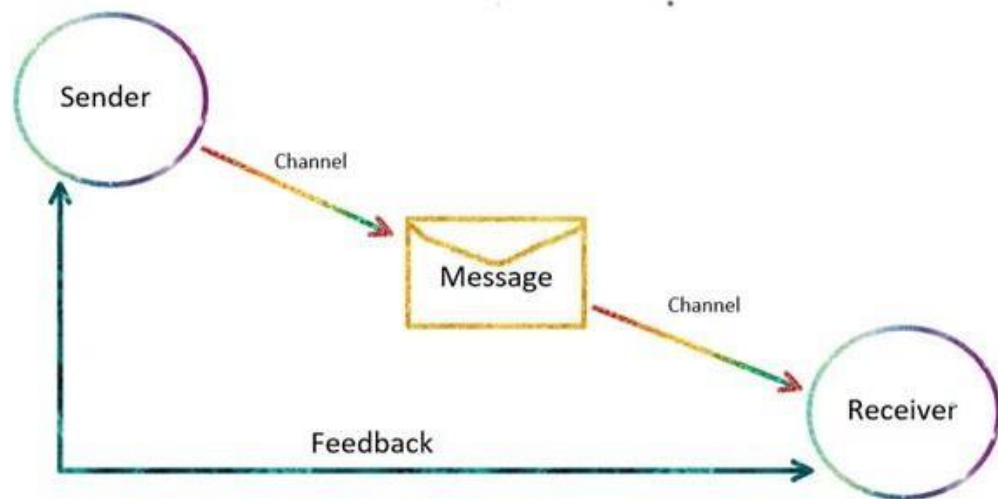 Sender
Channel
Message
Channel
Receiver
Feedback